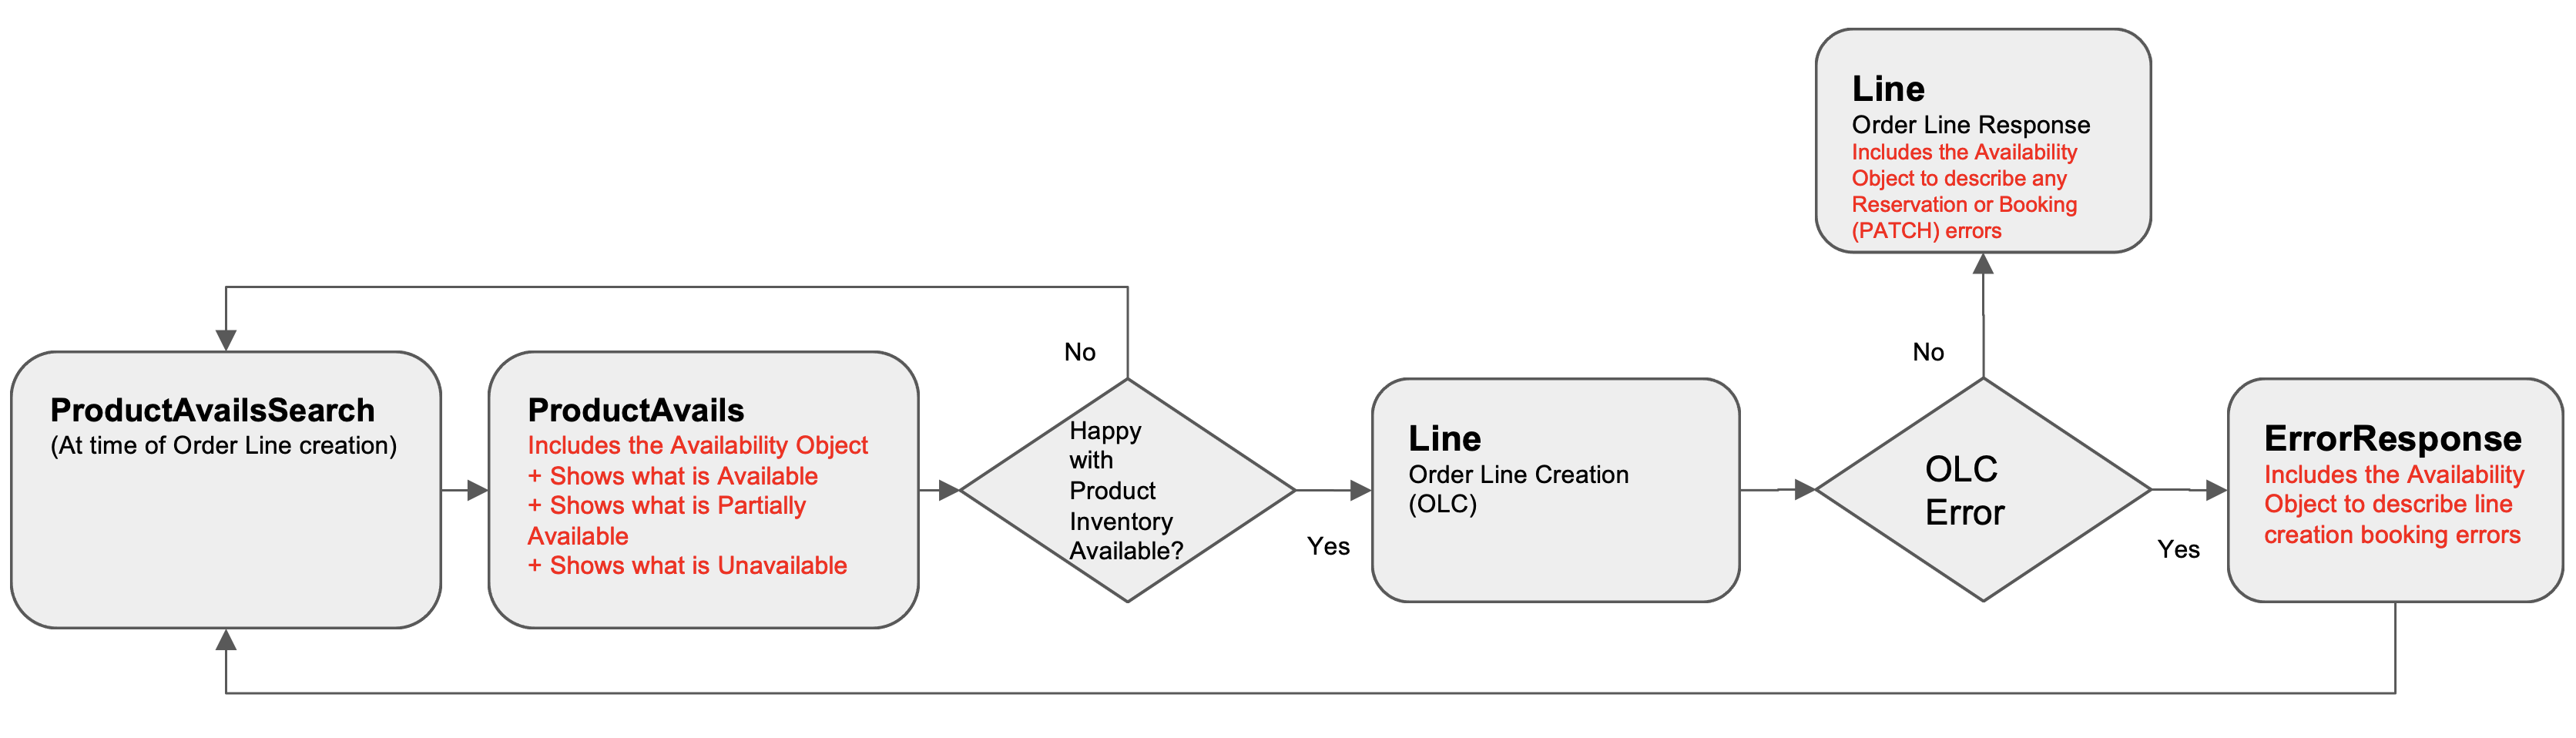 ProductAvailsSearch
(At time of Order Line creation)
ProductAvails
Includes the Availability Object
+ Shows what is Available
+ Shows what is Partially
Available
+ Shows what is Unavailable
No
Happy
with
Product
Inventory
Available?
Yes
Line
Order Line Creation
(OLC)
OLC
Error
No
Line
Order Line Response
Includes the Availability
Object to describe any
Reservation or Booking
(PATCH) errors
Yes
ErrorResponse
Includes the Availability
Object to describe line
creation booking errors